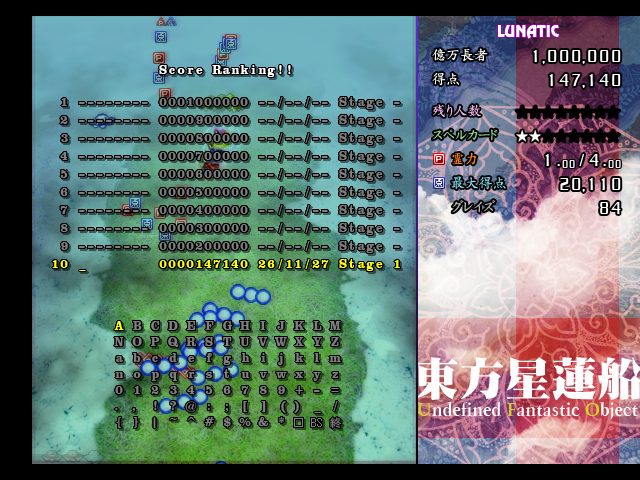 Score Ranking!!
1 -------- 0001000000 --/--/-- Stage -
2 -------- 0000900000 --/--/-- Stage -
3 -------- 0000800000 --/--/-- Stage -
4 -------- 0000700000 --/--/-- Stage -
5 -------- 0000600000 --/--/-- Stage -
6 -------- 0000500000 --/--/-- Stage -
7 -------- 0000400000 --/--/-- Stage -
8 -------- 0000300000 --/--/-- Stage -
9 -------- 0000200000 --/--/-- Stage -
10 _ 0000147140 26/11/27 Stage 1
A B C D E F G H I J K L M
N O P Q R S T U V W X Y Z
a b c d e f g h i j k l m
n o p q r s t u v w x y z
0 1 2 3 4 5 6 7 8 9 + - =
. , ! ? @ : ; [ ] ( ) _ /
{ } | ~ ^ # $ % & * □ BS 終
LUNATIC
億万長者 1,000,000
得点 147,140
残り人数 ★★★★★★★★★★
スペルカード ★★★★★★★★★★
P 霊力 1.00/4.00
点 最大得点 20,110
グレイズ 84
東方星蓮船
Undefined Fantastic Object